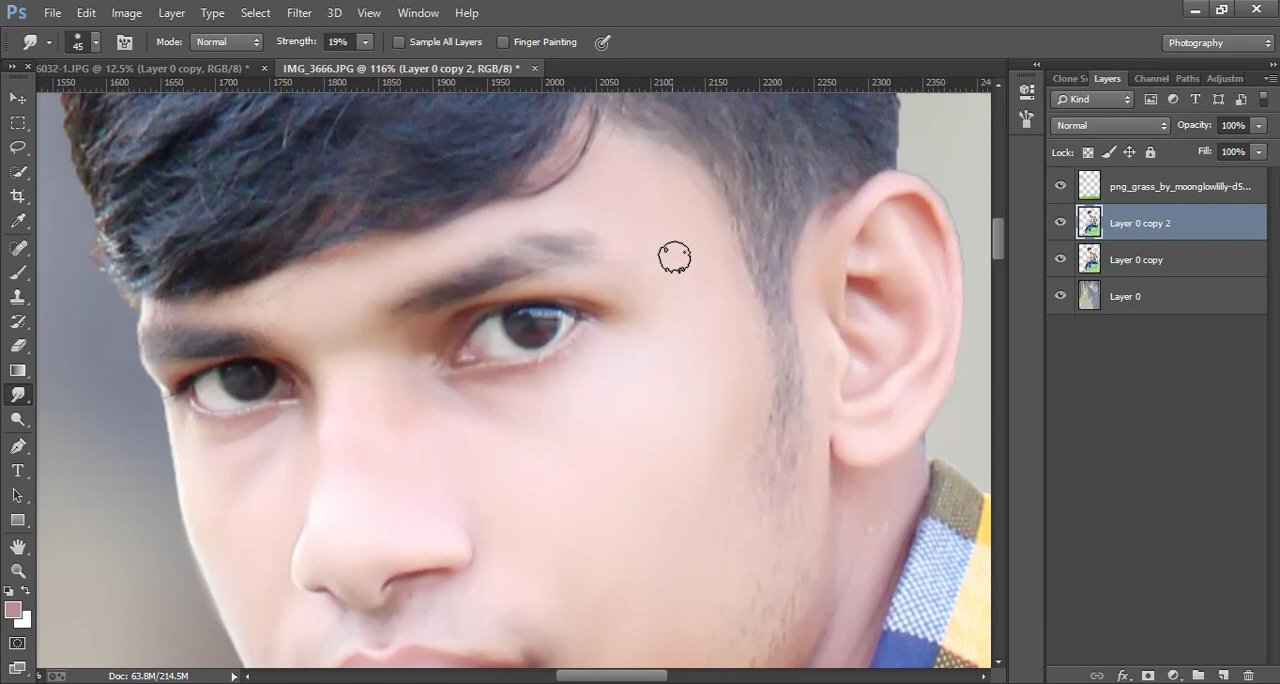 Ps File Edit Image Layer Type Select Filter 3D View Window Help
45 Mode: Normal Strength: 19% Sample All Layers Finger Painting Photography
6032-1.JPG @ 12.5% (Layer 0 copy, RGB/8) * × IMG_3666.JPG @ 116% (Layer 0 copy 2, RGB/8) * ×
1550 1600 1650 1700 1750 1800 1850 1900 1950 2000 2050 2100 2150 2200 2250 2300 2350 24
Clone S Layers Channel Paths Adjustm
Kind
Normal Opacity: 100%
Lock: Fill: 100%
png_grass_by_moonglowlilly-d5...
Layer 0 copy 2
Layer 0 copy
Layer 0
Doc: 63.8M/214.5M
fx